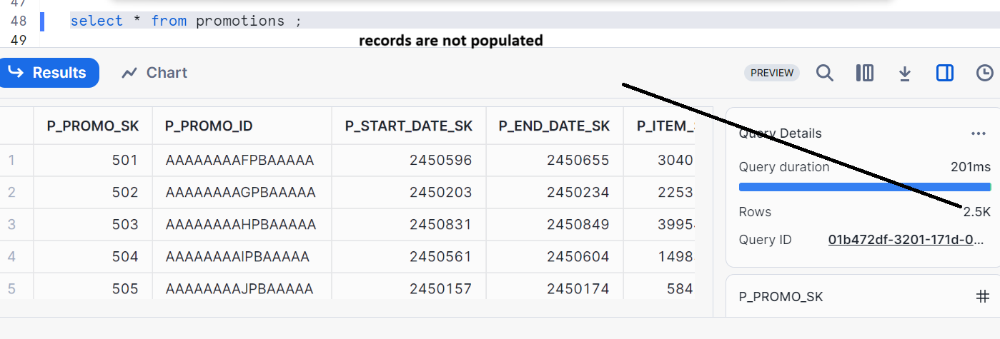 47
48 select * from promotions ;
49
records are not populated
Results Chart PREVIEW
P_PROMO_SK P_PROMO_ID P_START_DATE_SK P_END_DATE_SK P_ITEM_
1 501 AAAAAAAAFPBAAAAA 2450596 2450655 3040
2 502 AAAAAAAAGPBAAAAA 2450203 2450234 2253
3 503 AAAAAAAAHPBAAAAA 2450831 2450849 3995
4 504 AAAAAAAAIPBAAAAA 2450561 2450604 1498
5 505 AAAAAAAAJPBAAAAA 2450157 2450174 584
Query Details ...
Query duration 201ms
Rows 2.5K
Query ID 01b472df-3201-171d-0...
P_PROMO_SK #